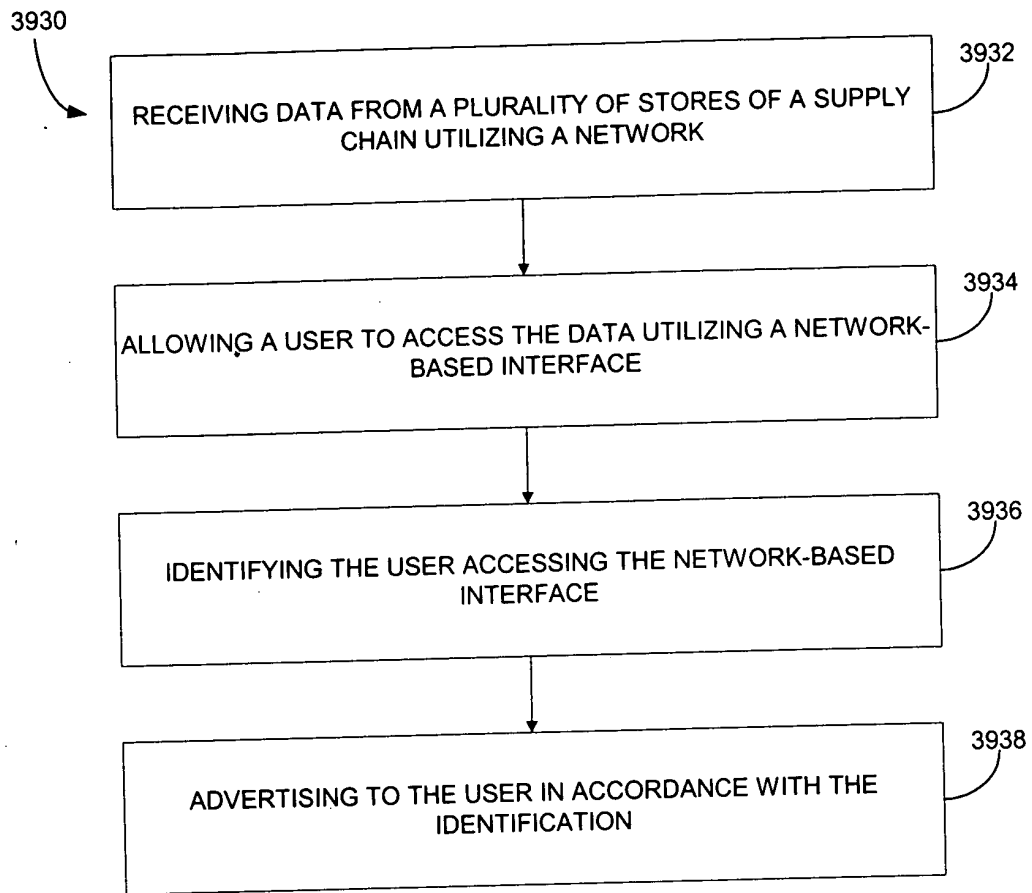 3930
3932
RECEIVING DATA FROM A PLURALITY OF STORES OF A SUPPLY
CHAIN UTILIZING A NETWORK
3934
ALLOWING A USER TO ACCESS THE DATA UTILIZING A NETWORK-
BASED INTERFACE
3936
IDENTIFYING THE USER ACCESSING THE NETWORK-BASED
INTERFACE
3938
ADVERTISING TO THE USER IN ACCORDANCE WITH THE
IDENTIFICATION